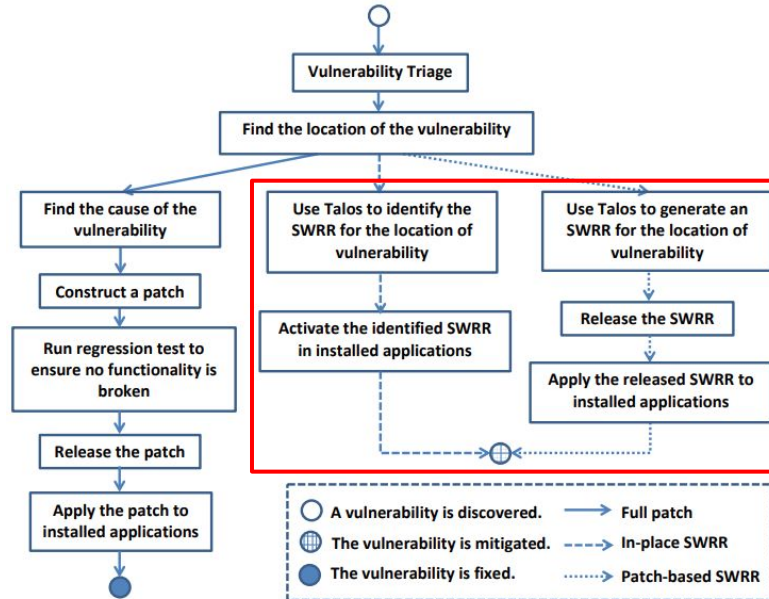 Vulnerability Triage
Find the location of the vulnerability
Find the cause of the
vulnerability
Construct a patch
Run regression test to
ensure no functionality is
broken
Release the patch
Apply the patch to
installed applications
Use Talos to identify the
SWRR for the location of
vulnerability
Activate the identified SWRR
in installed applications
Use Talos to generate an
SWRR for the location of
vulnerability
Release the SWRR
Apply the released SWRR to
installed applications
A vulnerability is discovered.
The vulnerability is mitigated.
The vulnerability is fixed.
Full patch
In-place SWRR
Patch-based SWRR